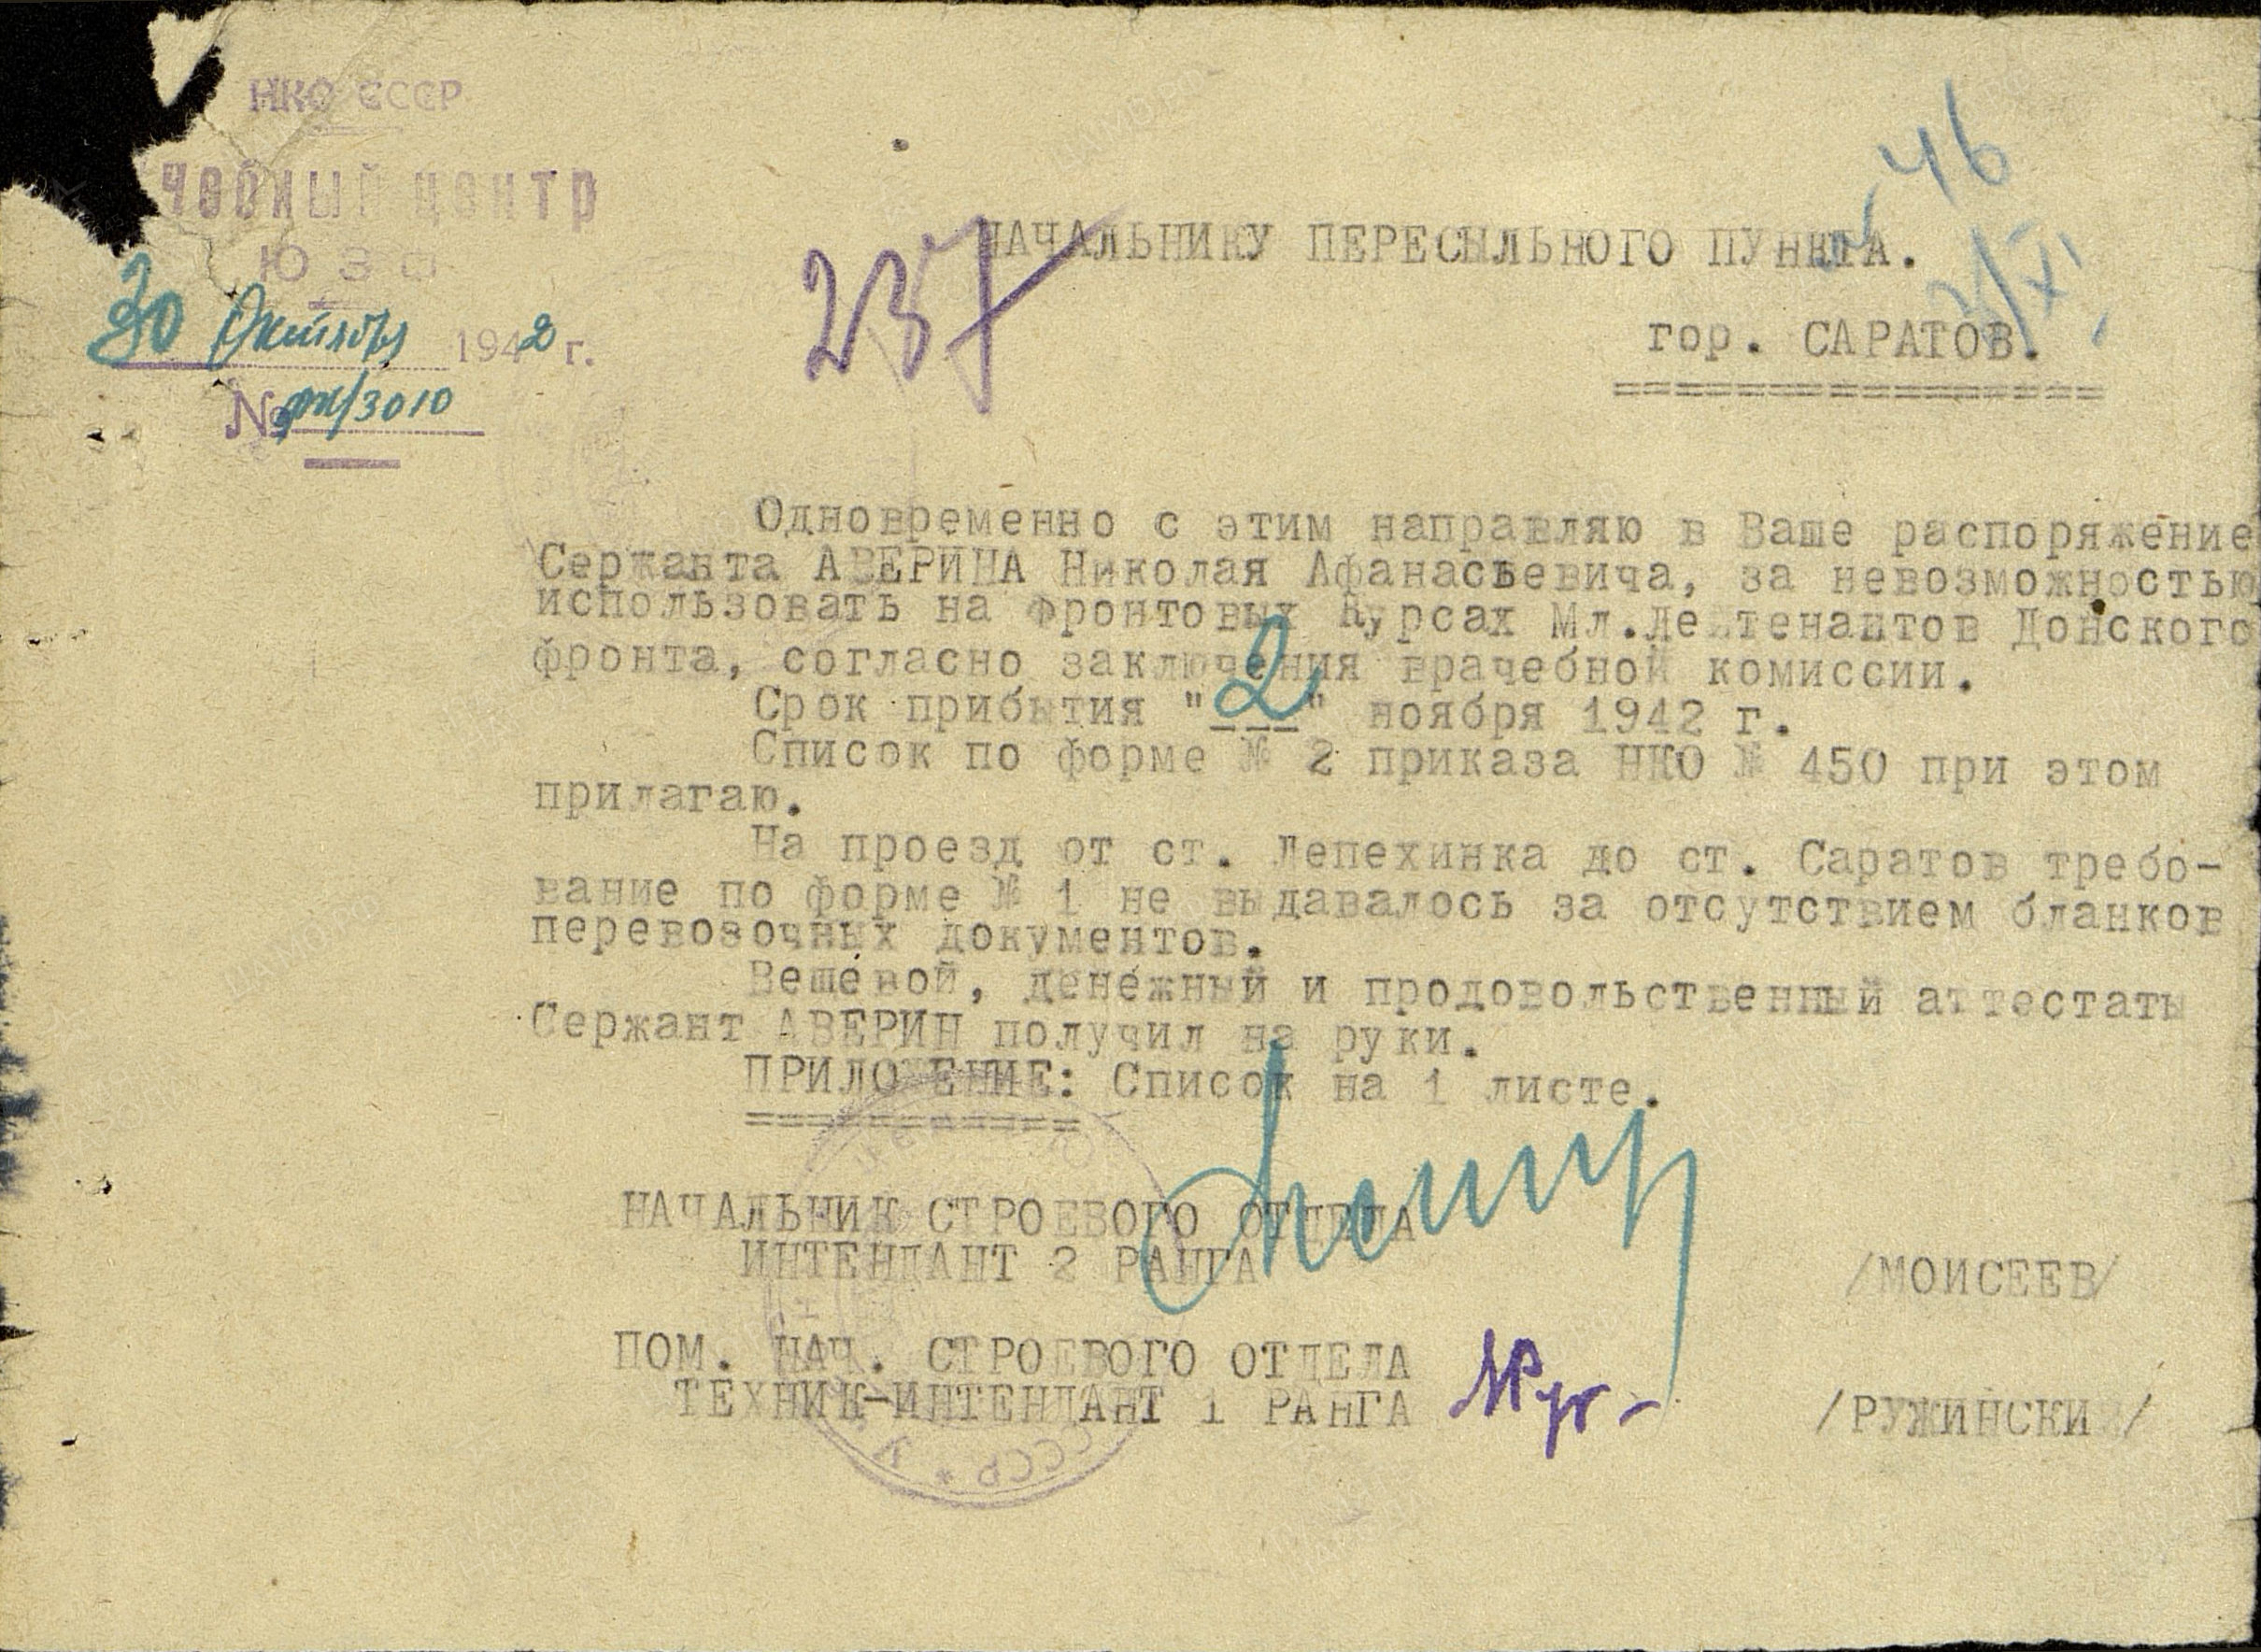 НКО СССР
чебный центр
ЮЗФ
30 Октября 1942 г.
№ /3010
237
46
НАЧАЛЬНИКУ ПЕРЕСЫЛЬНОГО ПУНКТА.
гор. САРАТОВ.
Одновременно с этим направляю в Ваше распоряжение
Сержанта АВЕРИНА Николая Афанасьевича, за невозможностью
использовать на фронтовых Курсах Мл.Лейтенантов Донского
фронта, согласно заключения врачебной комиссии.
Срок прибытия "2" ноября 1942 г.
Список по форме № 2 приказа НКО № 450 при этом
прилагаю.
На проезд от ст. Лепехинка до ст. Саратов требо-
вание по форме № 1 не выдавалось за отсутствием бланков
перевозочных документов.
Вещевой, денежный и продовольственный аттестаты
Сержант АВЕРИН получил на руки.
ПРИЛОЖЕНИЕ: Список на 1 листе.
НАЧАЛЬНИК СТРОЕВОГО ОТДЕЛА
ИНТЕНДАНТ 2 РАНГА
/МОИСЕЕВ/
ПОМ. НАЧ. СТРОЕВОГО ОТДЕЛА
ТЕХНИК-ИНТЕНДАНТ 1 РАНГА
/РУЖИНСКИЙ/
СССР * У